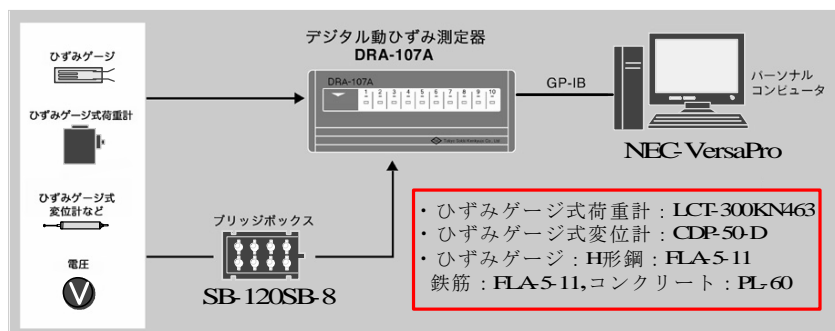 ひずみゲージ
ひずみゲージ式荷重計
ひずみゲージ式
変位計など
電圧
V
デジタル動ひずみ測定器
DRA-107A
DRA-107A
1 2 3 4 5 6 7 8 9 10
Tokyo Sokki Kenkyujo Co., Ltd.
GP-IB
パーソナル
コンピュータ
NEC-VersaPro
ブリッジボックス
SB-120SB-8
・ひずみゲージ式荷重計：LCT-300KN463
・ひずみゲージ式変位計：CDP-50-D
・ひずみゲージ：H形鋼：FLA-5-11
鉄筋：FLA-5-11,コンクリート：PL-60